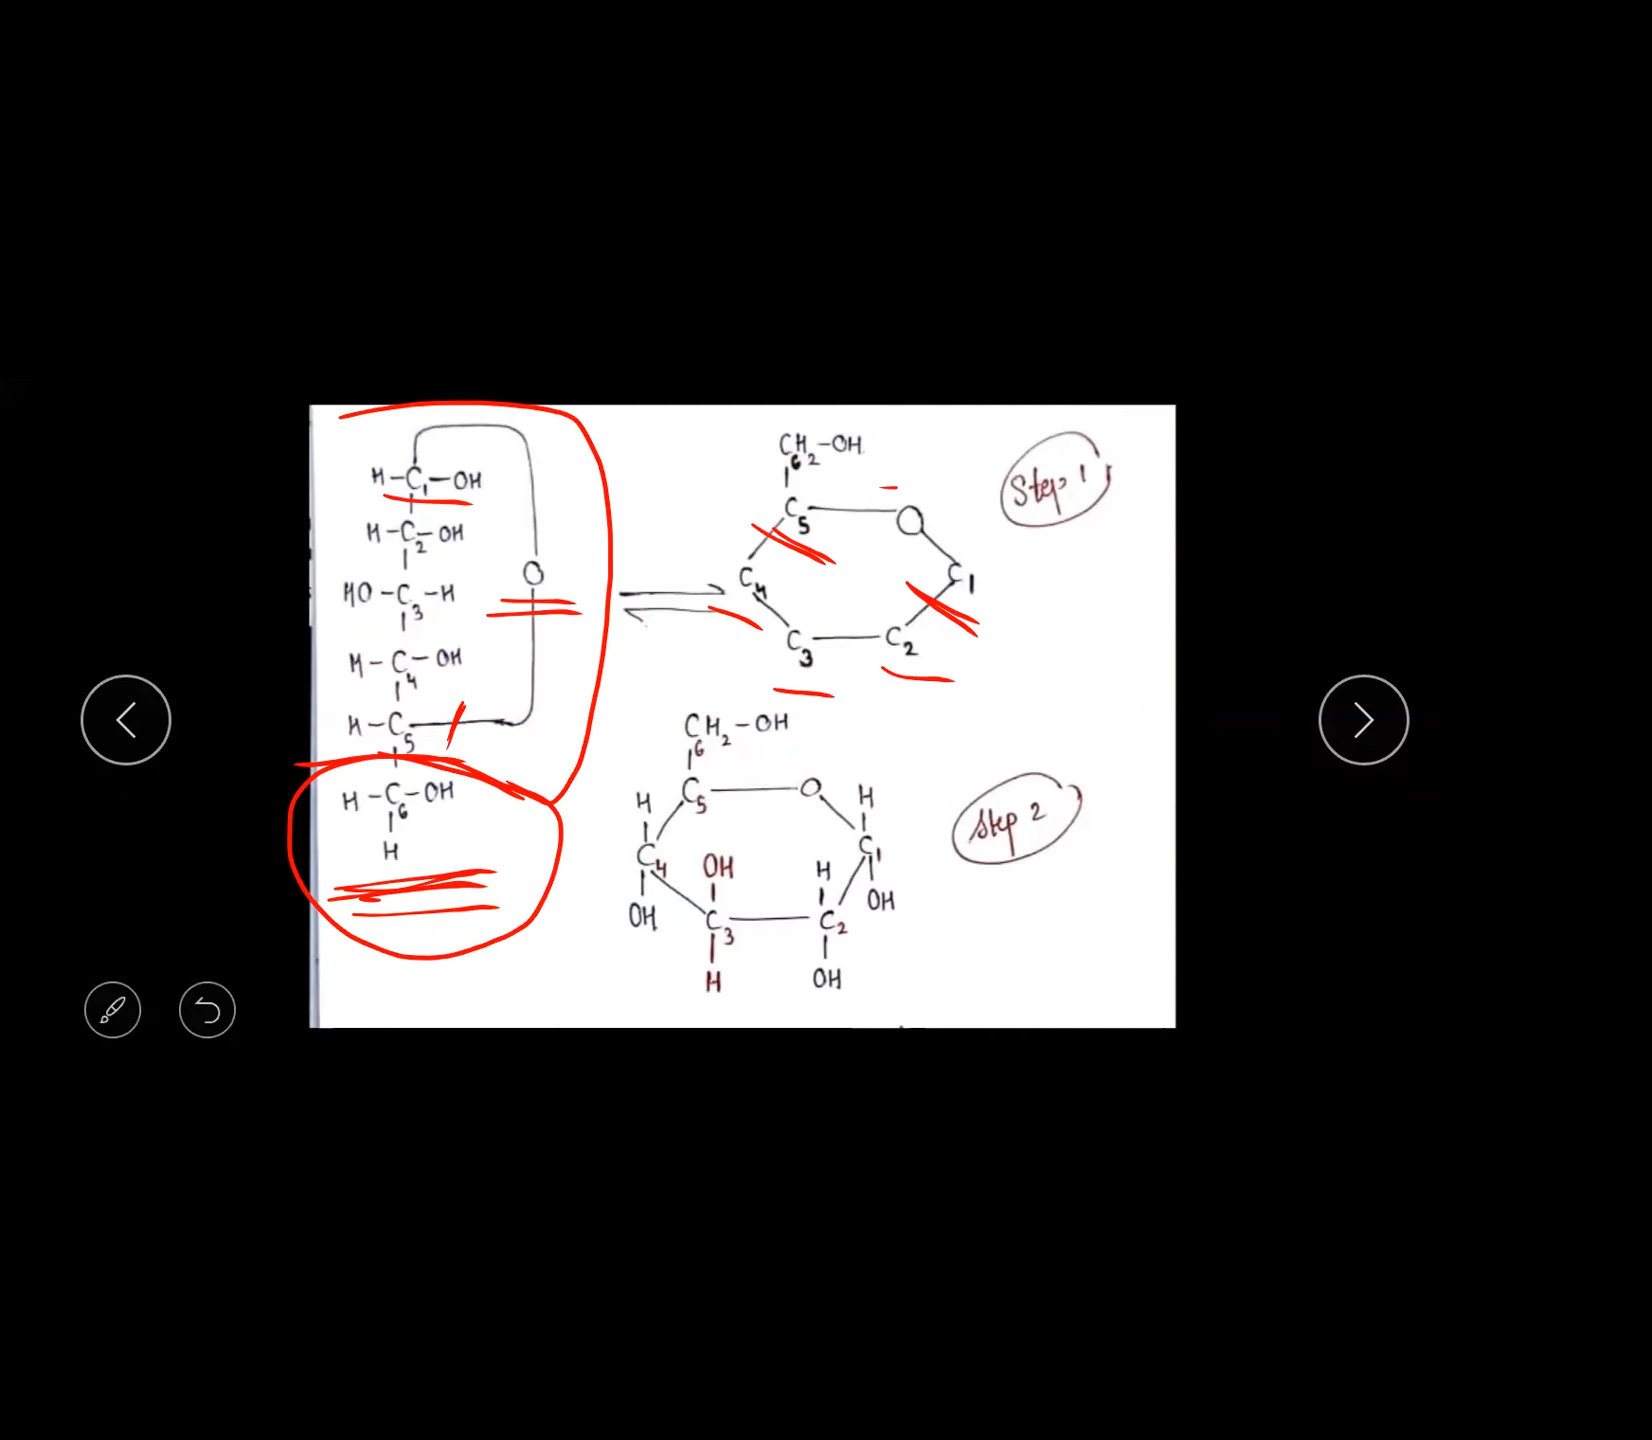 H-C1-OH
H-C2-OH
HO-C3-H
O
H-C4-OH
H-C5
H-C6-OH
H
CH2-OH
6
C5
O
C4
C1
C3
C2
Step 1
CH2-OH
6
C5
O
H
H
C4
C1
OH
H
OH
OH
C3
C2
H
OH
Step 2